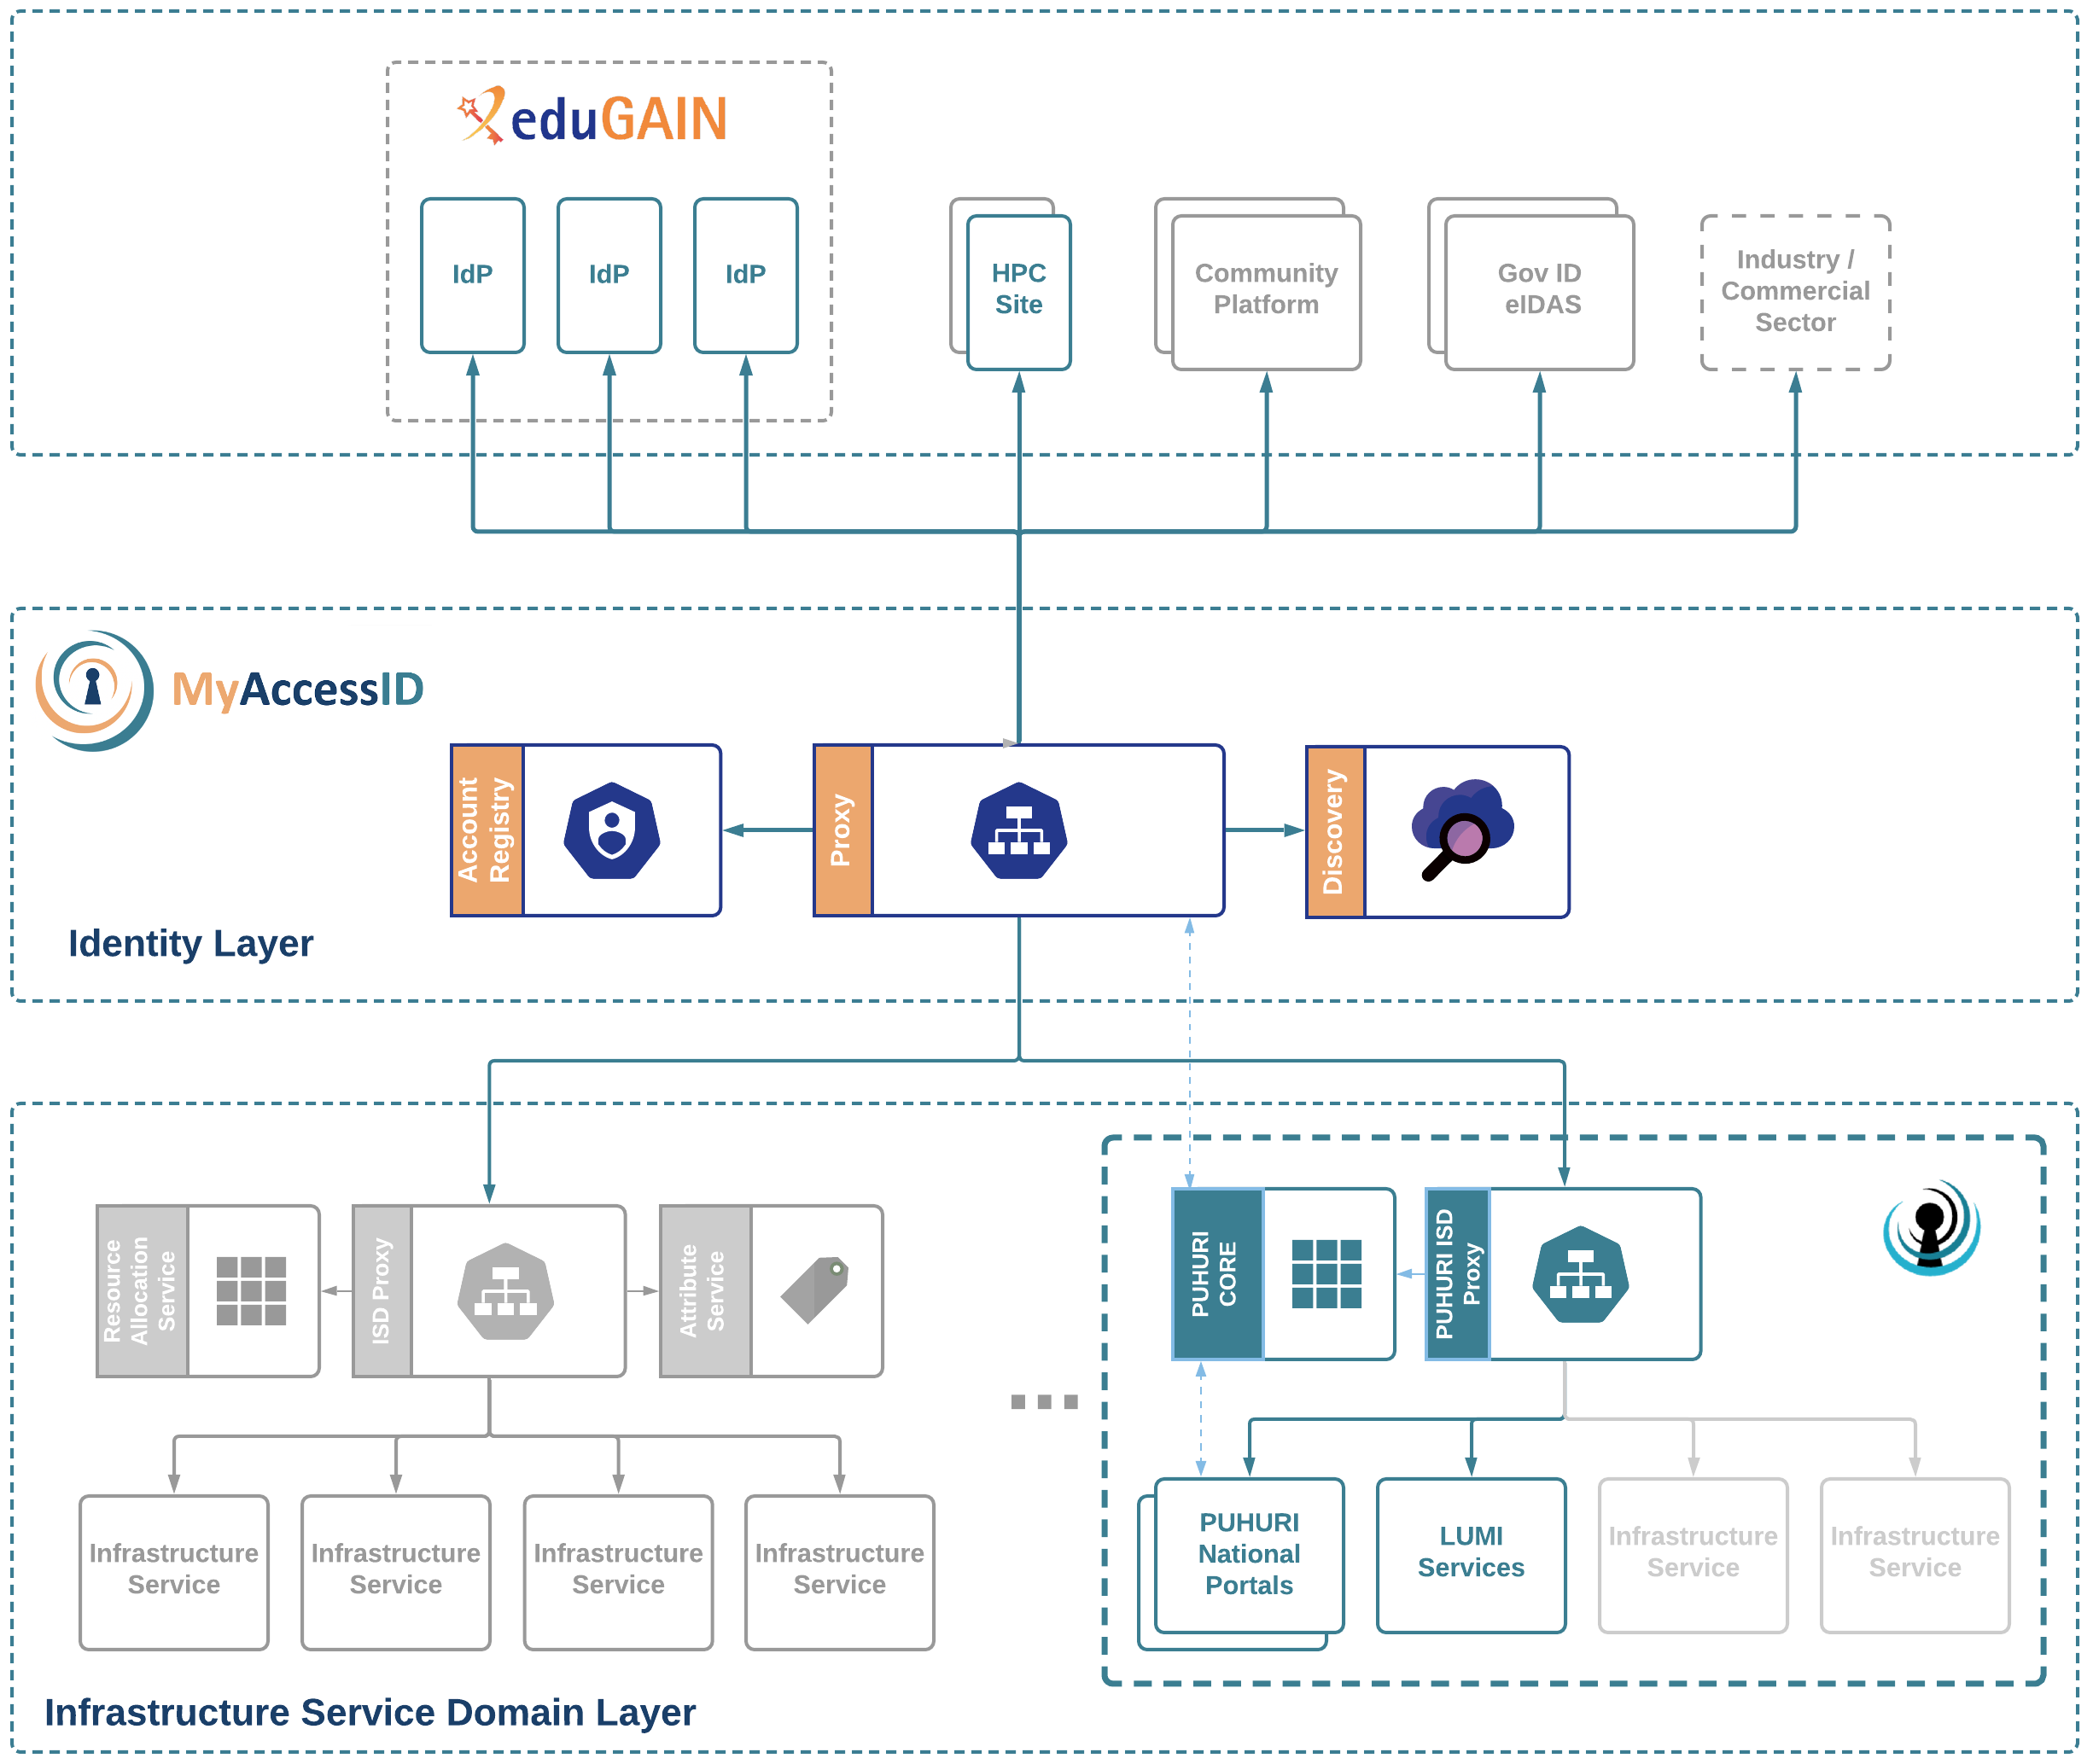 eduGAIN
IdP
IdP
IdP
HPC
Site
Community
Platform
Gov ID
eIDAS
Industry /
Commercial
Sector
MyAccessID
Account
Registry
Proxy
Discovery
Identity Layer
Resource
Allocation
Service
ISD Proxy
Attribute
Service
PUHURI
CORE
PUHURI ISD
Proxy
...
Infrastructure
Service
Infrastructure
Service
Infrastructure
Service
Infrastructure
Service
PUHURI
National
Portals
LUMI
Services
Infrastructure
Service
Infrastructure
Service
Infrastructure Service Domain Layer